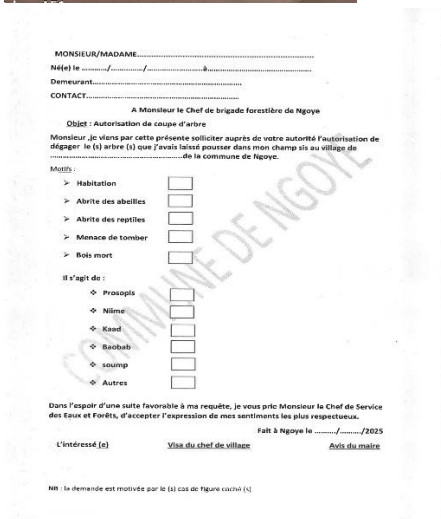 MONSIEUR/MADAME...............................................................
Né(e) le ........../.........../...................à......................................
Demeurant.....................................................
CONTACT......................................................
A Monsieur le Chef de brigade forestière de Ngoye
Objet : Autorisation de coupe d'arbre
Monsieur ,je viens par cette présente solliciter auprès de votre autorité l'autorisation de
dégager le (s) arbre (s) que j'avais laissé pousser dans mon champ sis au village de
................................................de la commune de Ngoye.
Motifs :
➢ Habitation
➢ Abrite des abeilles
➢ Abrite des reptiles
➢ Menace de tomber
➢ Bois mort
Il s'agit de :
❖ Prosopis
❖ Niime
❖ Kaad
❖ Baobab
❖ soump
❖ Autres
COMMUNE DE NGOYE
Dans l'espoir d'une suite favorable à ma requête, je vous prie Monsieur le Chef de Service
des Eaux et Forêts, d'accepter l'expression de mes sentiments les plus respectueux.
Fait à Ngoye le ........../........../2025
L'intéressé (e) Visa du chef de village Avis du maire
NB : la demande est motivée par le (s) cas de figure coché (s)